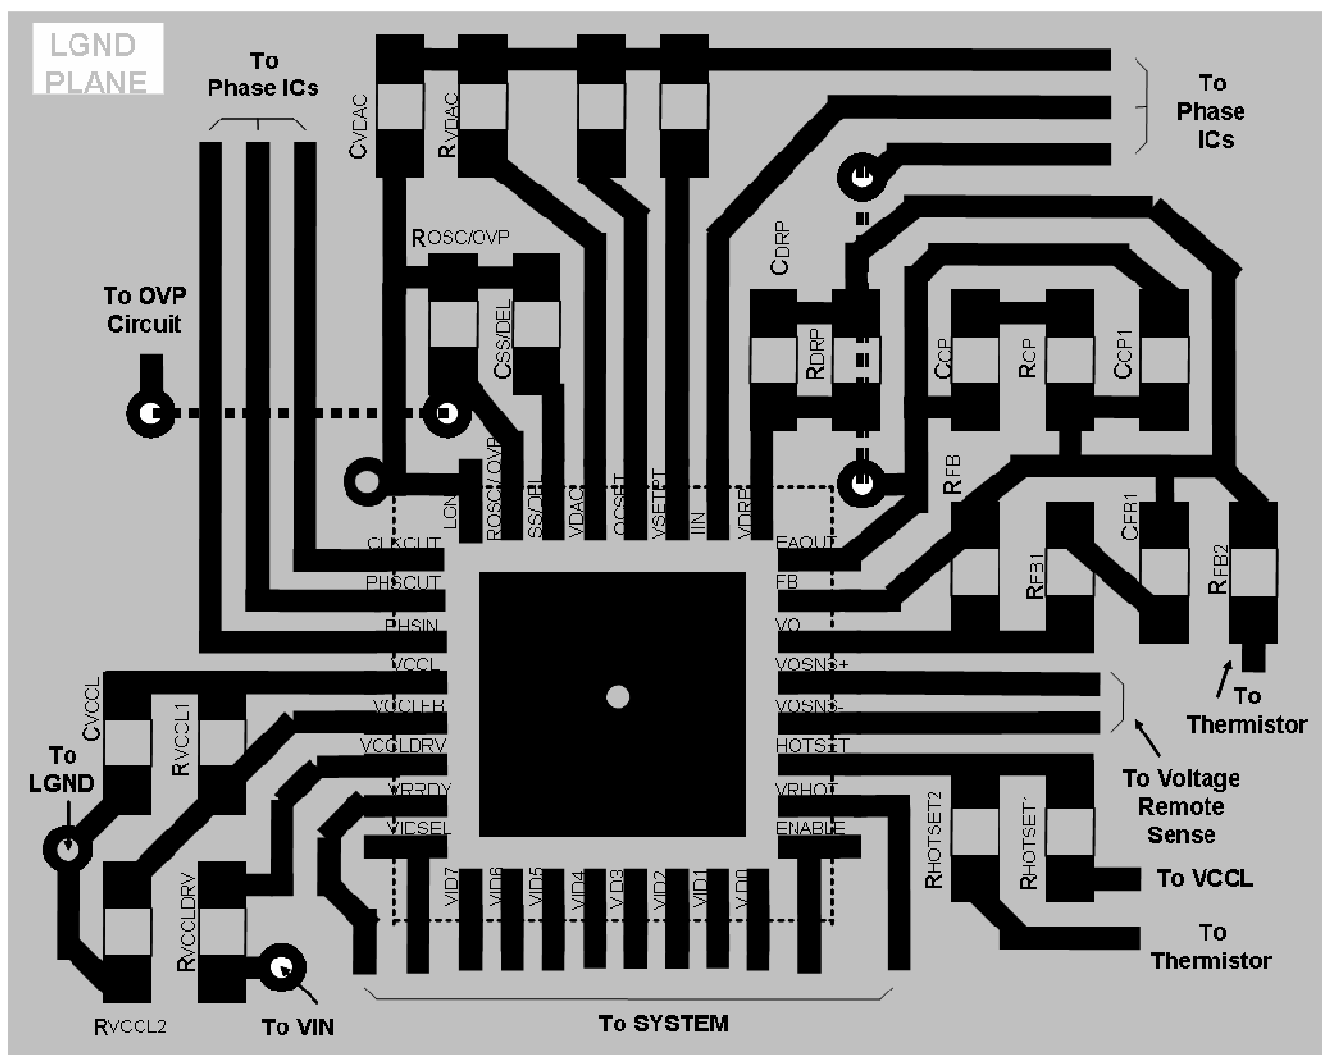 LGND
PLANE
To
Phase ICs
To
Phase
ICs
CVDAC
RVDAC
ROSC/OVP
CSS/DEL
CDRP
RDRP
CCP
RCP
CCP1
To OVP
Circuit
RFB
CFB1
RFB1
RFB2
ROSC/OVP
SS/DEL
VDAC
OCSET
VSETPT
IIN
VDRP
CLKOUT
PHSOUT
PHSIN
VCCL
VCCLFB
VCCLDRV
VRRDY
VIDSEL
EAOUT
FB
VO
VOSNS+
VOSNS-
HOTSET
VRHOT
ENABLE
VID7
VID6
VID5
VID4
VID3
VID2
VID1
VID0
CVCCL
RVCCL1
To
LGND
RVCCLDRV
RVCCL2
To VIN
To SYSTEM
To
Thermistor
To Voltage
Remote
Sense
RHOTSET2
RHOTSET1
To VCCL
To
Thermistor